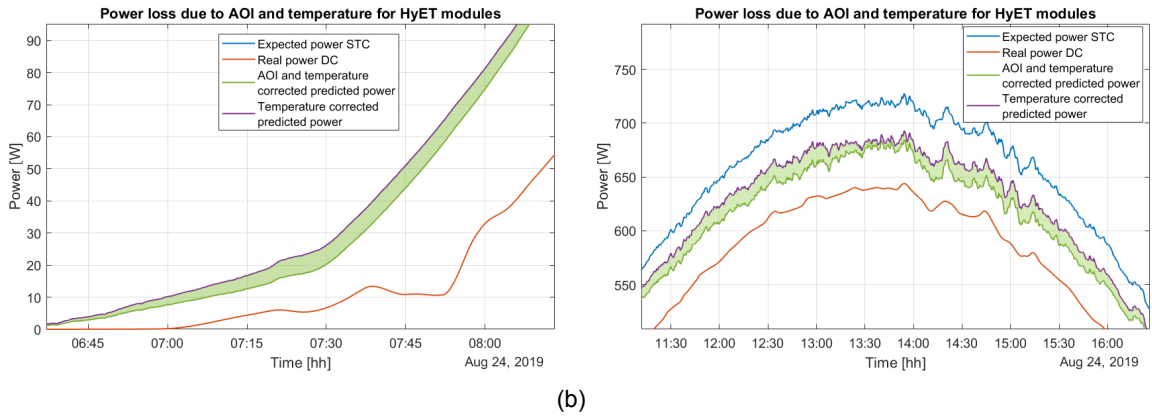 Power loss due to AOI and temperature for HyET modules
Expected power STC
Real power DC
AOI and temperature
corrected predicted power
Temperature corrected
predicted power
Power [W]
90
80
70
60
50
40
30
20
10
0
06:45 07:00 07:15 07:30 07:45 08:00
Time [hh]
Aug 24, 2019
Power loss due to AOI and temperature for HyET modules
Expected power STC
Real power DC
AOI and temperature
corrected predicted power
Temperature corrected
predicted power
Power [W]
750
700
650
600
550
11:30 12:00 12:30 13:00 13:30 14:00 14:30 15:00 15:30 16:00
Time [hh]
Aug 24, 2019
(b)